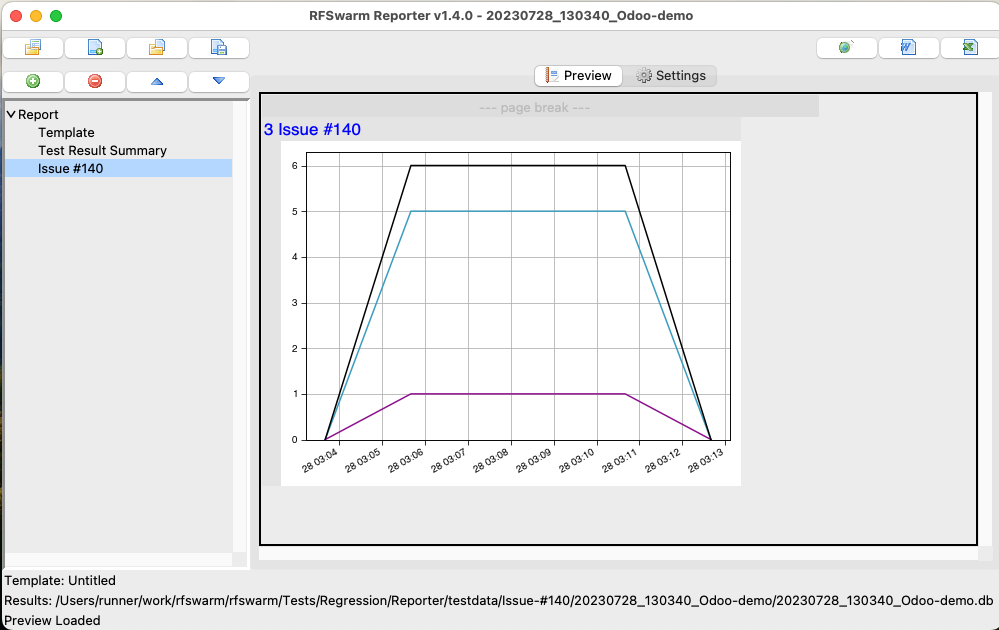 RFSwarm Reporter v1.4.0 - 20230728_130340_Odoo-demo
Preview
Settings
Report
Template
Test Result Summary
Issue #140
--- page break ---
3 Issue #140
6
5
4
3
2
1
0
28 03:04
28 03:05
28 03:06
28 03:07
28 03:08
28 03:09
28 03:10
28 03:11
28 03:12
28 03:13
Template: Untitled
Results: /Users/runner/work/rfswarm/rfswarm/Tests/Regression/Reporter/testdata/Issue-#140/20230728_130340_Odoo-demo/20230728_130340_Odoo-demo.db
Preview Loaded